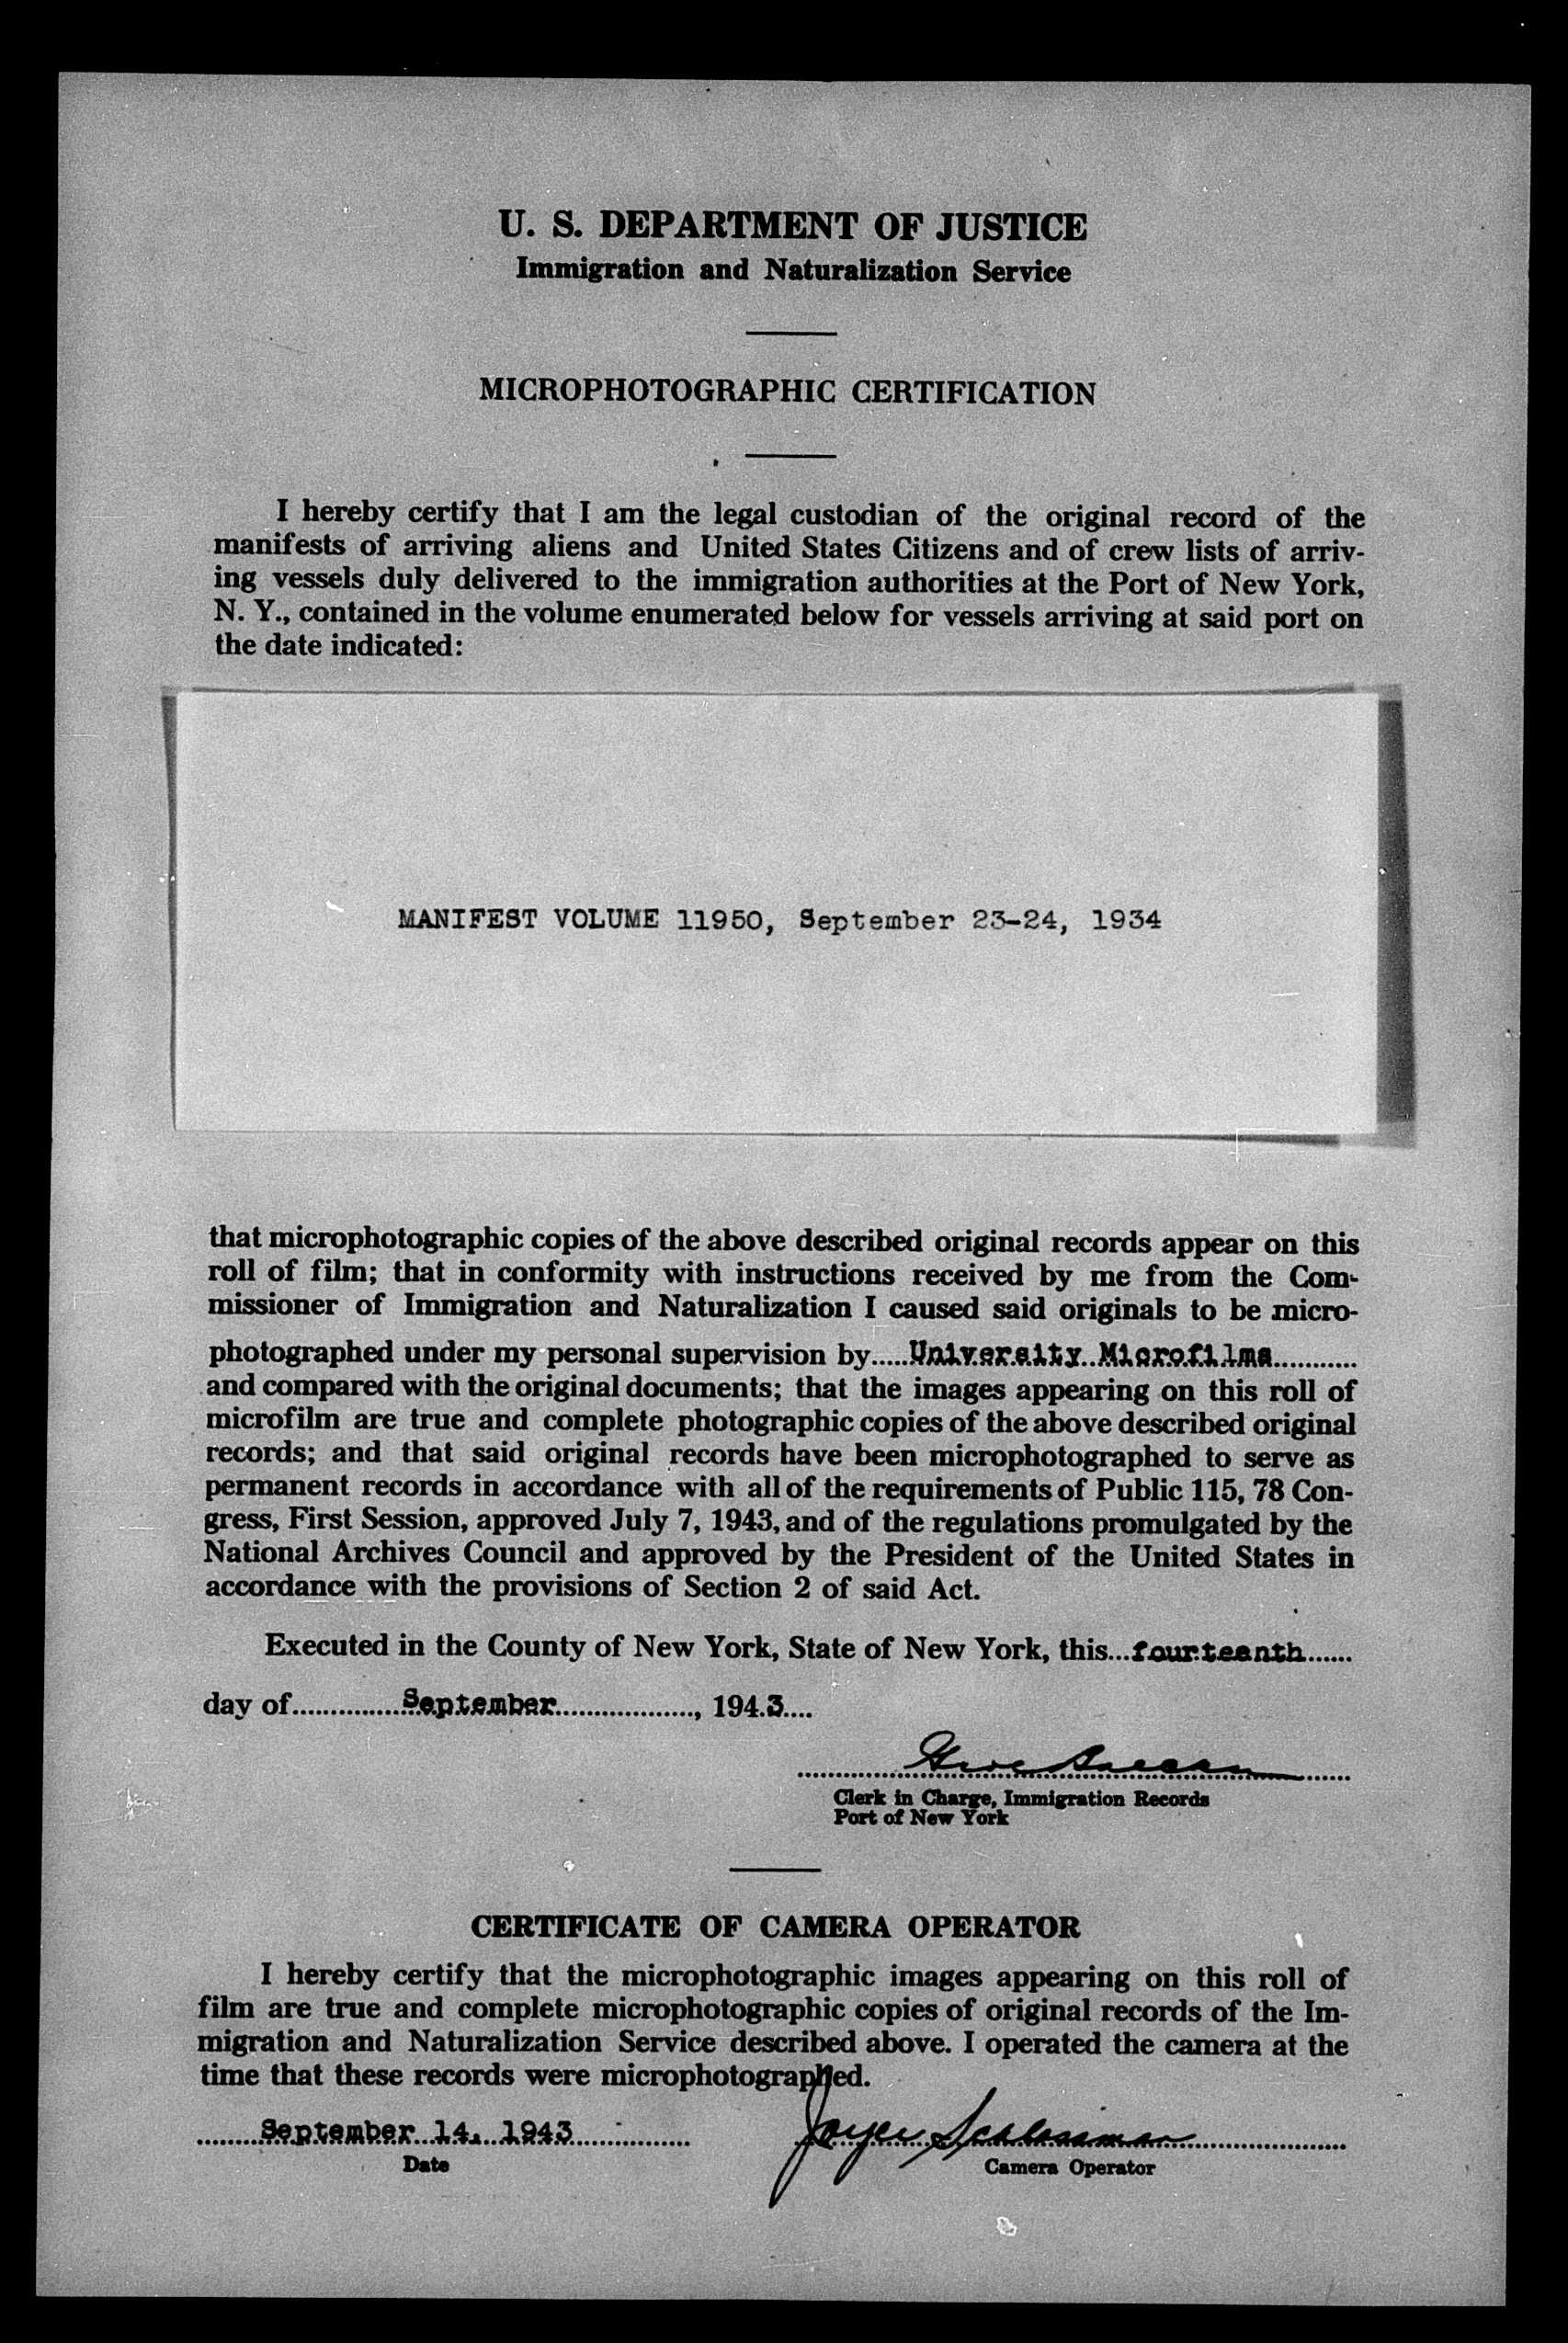 U. S. DEPARTMENT OF JUSTICE
Immigration and Naturalization Service
MICROPHOTOGRAPHIC CERTIFICATION
I hereby certify that I am the legal custodian of the original record of the
manifests of arriving aliens and United States Citizens and of crew lists of arriv-
ing vessels duly delivered to the immigration authorities at the Port of New York,
N. Y., contained in the volume enumerated below for vessels arriving at said port on
the date indicated:
MANIFEST VOLUME 11950, September 23-24, 1934
that microphotographic copies of the above described original records appear on this
roll of film; that in conformity with instructions received by me from the Com-
missioner of Immigration and Naturalization I caused said originals to be micro-
photographed under my personal supervision by.....University Microfilms...........
and compared with the original documents; that the images appearing on this roll of
microfilm are true and complete photographic copies of the above described original
records; and that said original records have been microphotographed to serve as
permanent records in accordance with all of the requirements of Public 115, 78 Con-
gress, First Session, approved July 7, 1943, and of the regulations promulgated by the
National Archives Council and approved by the President of the United States in
accordance with the provisions of Section 2 of said Act.
Executed in the County of New York, State of New York, this...fourteenth......
day of................September..................., 194.3....
Clerk in Charge, Immigration Records
Port of New York
CERTIFICATE OF CAMERA OPERATOR
I hereby certify that the microphotographic images appearing on this roll of
film are true and complete microphotographic copies of original records of the Im-
migration and Naturalization Service described above. I operated the camera at the
time that these records were microphotographed.
September 14, 1943
Joyce Schlossman
Date
Camera Operator